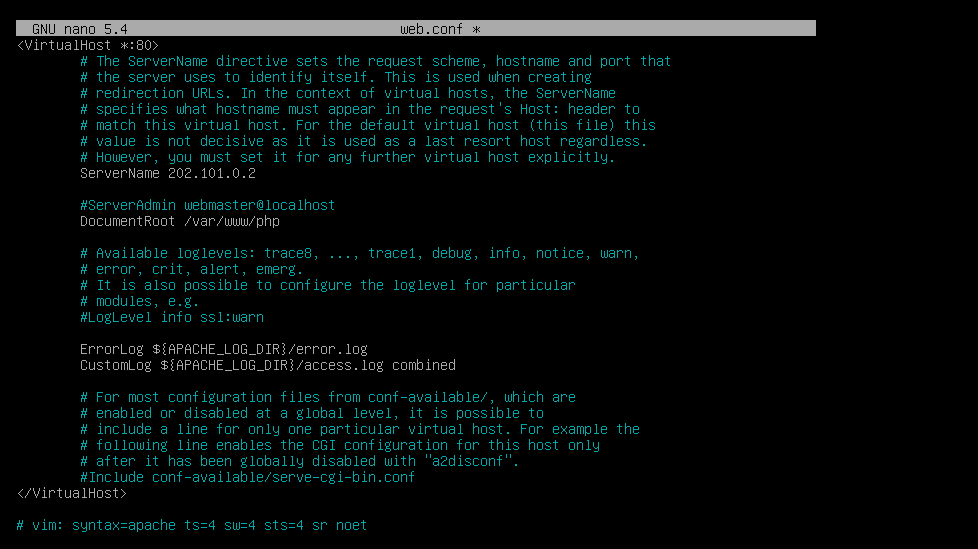 GNU nano 5.4 web.conf *
<VirtualHost *:80>
# The ServerName directive sets the request scheme, hostname and port that
# the server uses to identify itself. This is used when creating
# redirection URLs. In the context of virtual hosts, the ServerName
# specifies what hostname must appear in the request's Host: header to
# match this virtual host. For the default virtual host (this file) this
# value is not decisive as it is used as a last resort host regardless.
# However, you must set it for any further virtual host explicitly.
ServerName 202.101.0.2
#ServerAdmin webmaster@localhost
DocumentRoot /var/www/php
# Available loglevels: trace8, ..., trace1, debug, info, notice, warn,
# error, crit, alert, emerg.
# It is also possible to configure the loglevel for particular
# modules, e.g.
#LogLevel info ssl:warn
ErrorLog ${APACHE_LOG_DIR}/error.log
CustomLog ${APACHE_LOG_DIR}/access.log combined
# For most configuration files from conf-available/, which are
# enabled or disabled at a global level, it is possible to
# include a line for only one particular virtual host. For example the
# following line enables the CGI configuration for this host only
# after it has been globally disabled with "a2disconf".
#Include conf-available/serve-cgi-bin.conf
</VirtualHost>
# vim: syntax=apache ts=4 sw=4 sts=4 sr noet